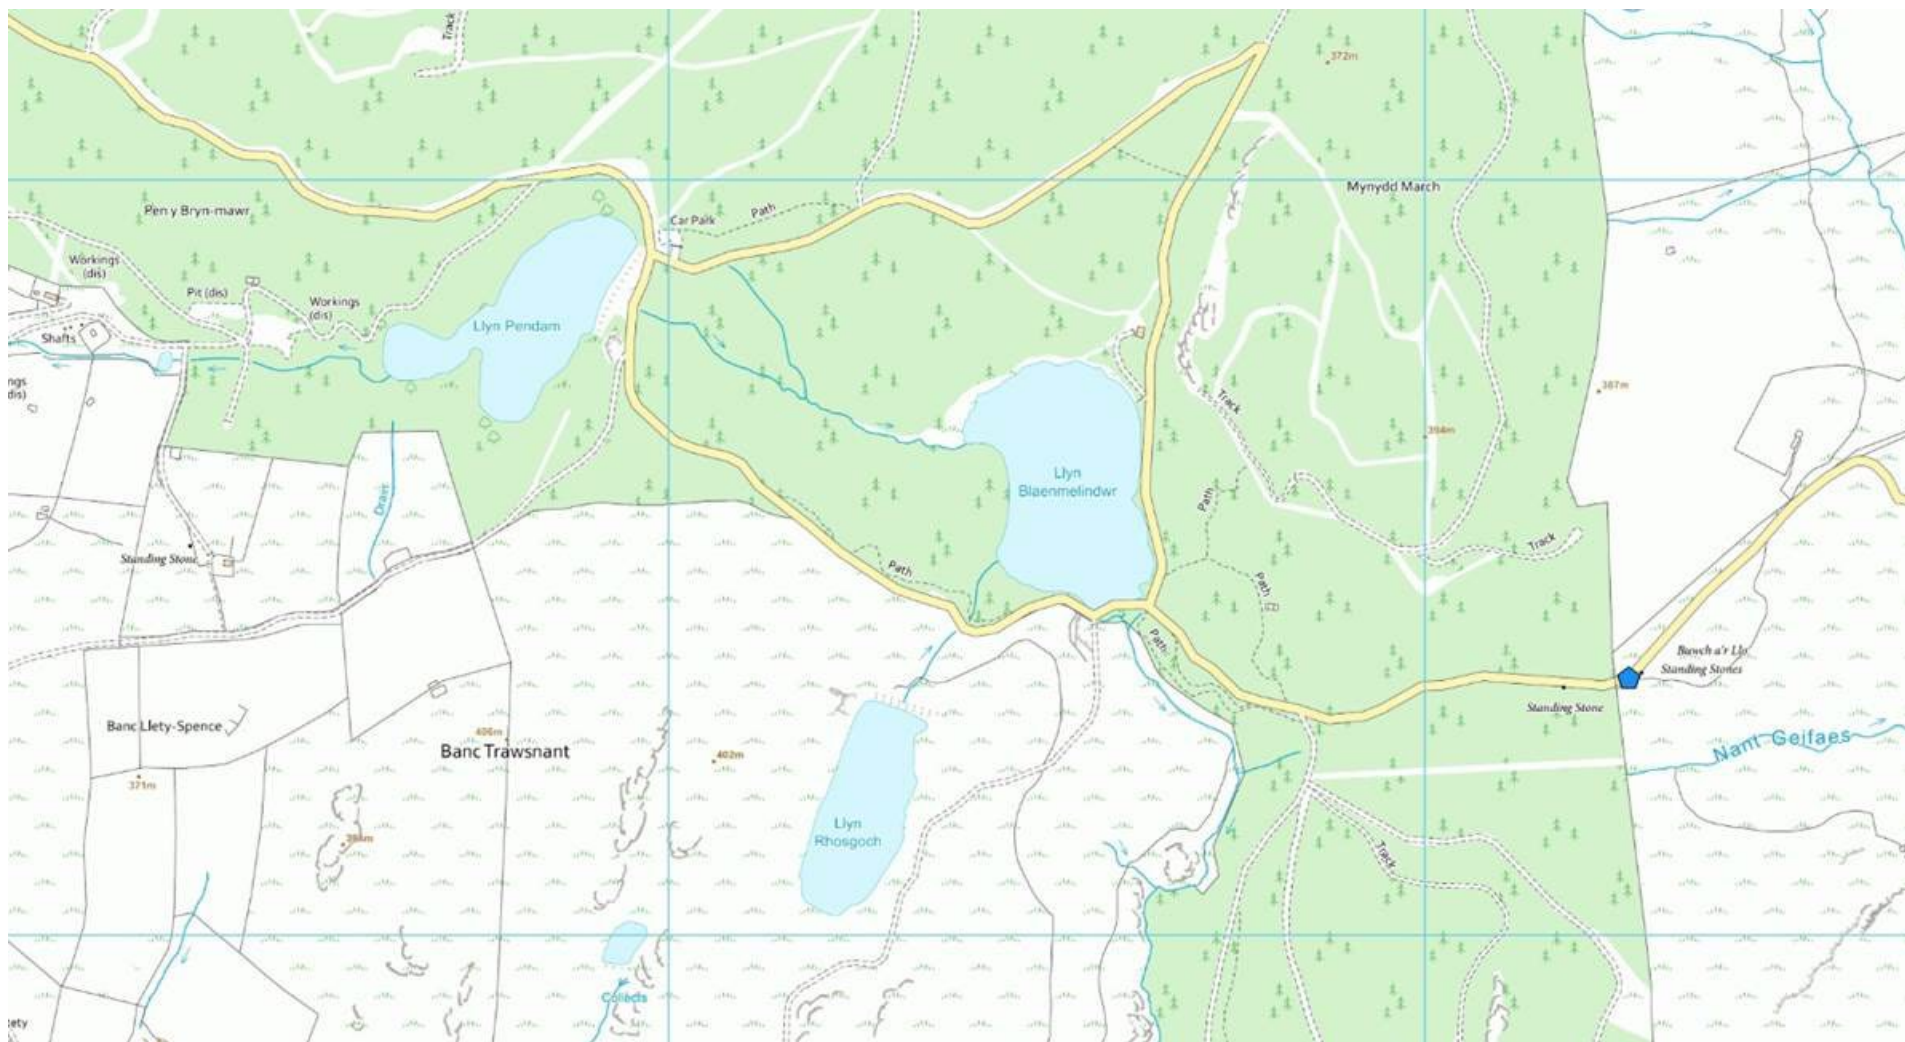 Track
372m
Pen y Bryn-mawr
Mynydd March
Car Park
Path
Workings
(dis)
Pit (dis)
Workings
(dis)
Shafts
Llyn Pendam
Track
387m
394m
Llyn
Blaenmelindwr
Path
Drain
Standing Stone
Path
Track
Path
Path
Buwch a'r Llo
Standing Stones
Standing Stone
Banc Llety-Spence
406m
Banc Trawsnant
402m
Nant Geifaes
371m
Llyn
Rhosgoch
Track